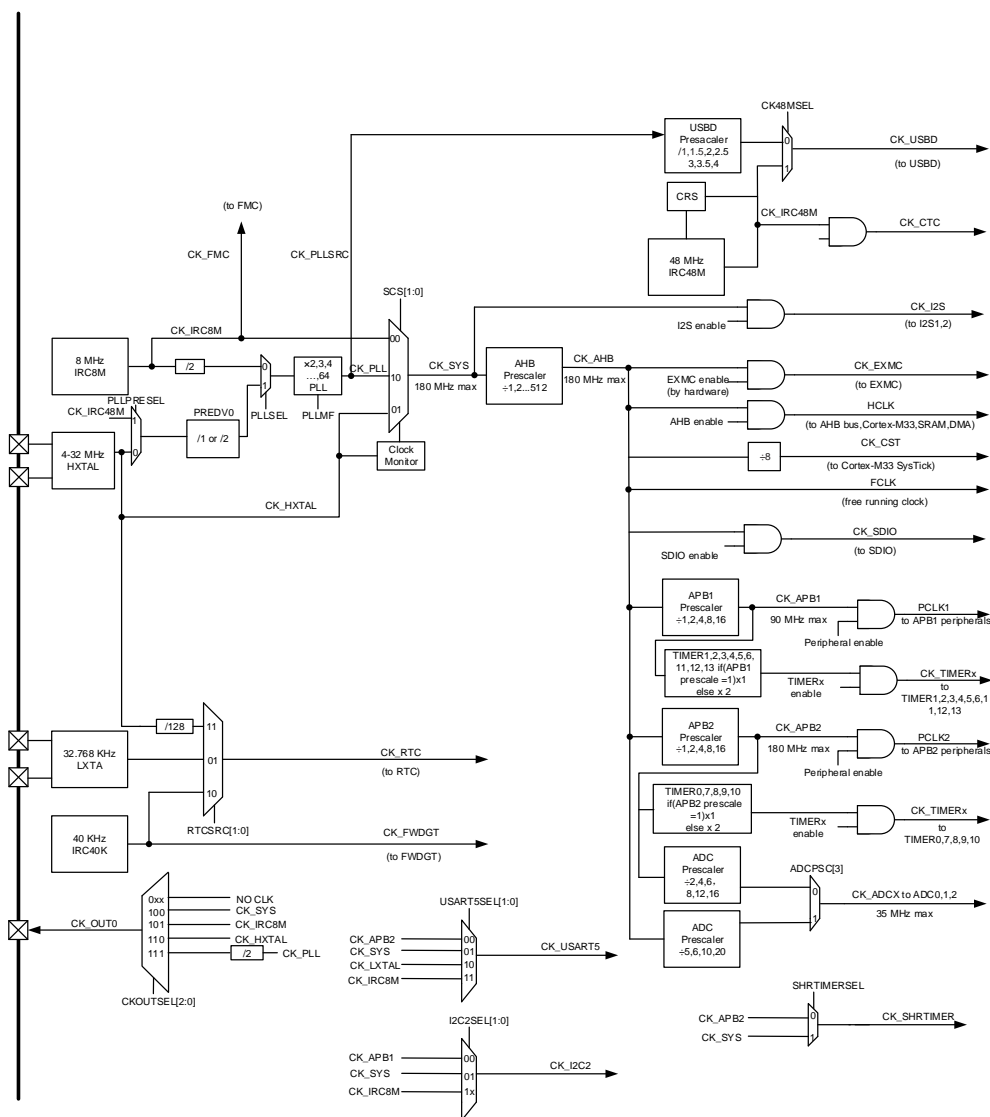 CK48MSEL
USBD
Presacaler
/1,1.5,2,2.5
3,3.5,4
0
1
CK_USBD
(to USBD)
CRS
CK_IRC48M
CK_CTC
48 MHz
IRC48M
(to FMC)
CK_FMC
CK_PLLSRC
SCS[1:0]
CK_I2S
I2S enable
(to I2S1,2)
CK_IRC8M
00
8 MHz
IRC8M
/2
0
1
×2,3,4
…,64
PLL
CK_PLL
10
CK_SYS
180 MHz max
AHB
Prescaler
÷1,2...512
CK_AHB
180 MHz max
EXMC enable
(by hardware)
CK_EXMC
(to EXMC)
PLLPRESEL
PLLSEL
PLLMF
CK_IRC48M
1
PREDV0
/1 or /2
01
HCLK
AHB enable
(to AHB bus,Cortex-M33,SRAM,DMA)
4-32 MHz
HXTAL
0
Clock
Monitor
CK_CST
÷8
(to Cortex-M33 SysTick)
CK_HXTAL
FCLK
(free running clock)
CK_SDIO
SDIO enable
(to SDIO)
APB1
Prescaler
÷1,2,4,8,16
CK_APB1
90 MHz max
PCLK1
to APB1 peripherals
Peripheral enable
TIMER1,2,3,4,5,6,
11,12,13 if(APB1
prescale =1)x1
else x 2
TIMERx
enable
CK_TIMERx
to
TIMER1,2,3,4,5,6,1
1,12,13
/128
11
APB2
Prescaler
÷1,2,4,8,16
CK_APB2
180 MHz max
PCLK2
to APB2 peripherals
Peripheral enable
32.768 KHz
LXTA
01
CK_RTC
(to RTC)
10
TIMER0,7,8,9,10
if(APB2 prescale
=1)x1
else x 2
TIMERx
enable
CK_TIMERx
to
TIMER0,7,8,9,10
RTCSRC[1:0]
40 KHz
IRC40K
CK_FWDGT
(to FWDGT)
ADC
Prescaler
÷2,4,6,
8,12,16
ADCPSC[3]
0
1
CK_ADCX to ADC0,1,2
35 MHz max
ADC
Prescaler
÷5,6,10,20
CK_OUT0
0xx
NO CLK
100
CK_SYS
101
CK_IRC8M
110
CK_HXTAL
111
/2
CK_PLL
CKOUTSEL[2:0]
USART5SEL[1:0]
CK_APB2
00
CK_SYS
01
CK_LXTAL
10
CK_IRC8M
11
CK_USART5
SHRTIMERSEL
CK_APB2
0
CK_SYS
1
CK_SHRTIMER
I2C2SEL[1:0]
CK_APB1
00
CK_SYS
01
CK_IRC8M
1x
CK_I2C2